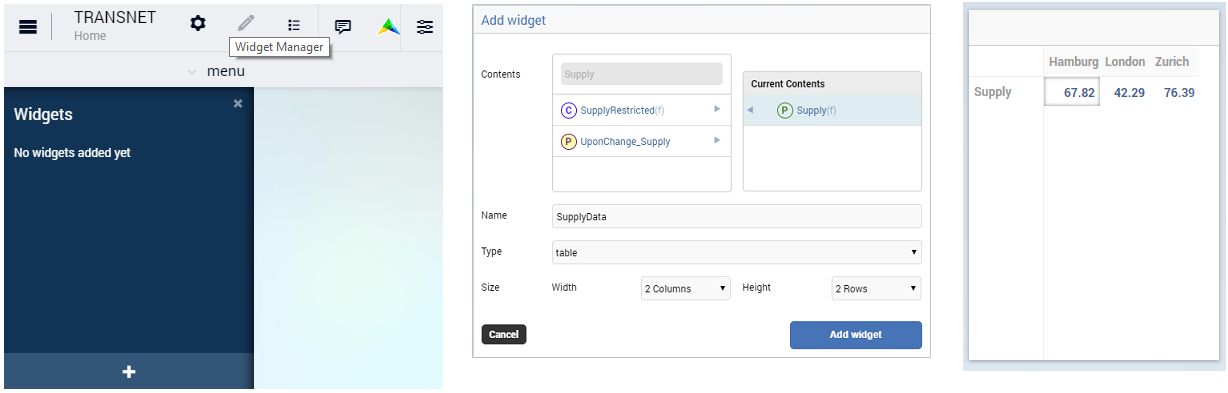 TRANSNET
Home
Widget Manager
menu
Widgets
No widgets added yet
Add widget
Contents
Supply
C SupplyRestricted(f)
P UponChange_Supply
Current Contents
P Supply(f)
Name
SupplyData
Type
table
Size
Width
2 Columns
Height
2 Rows
Cancel
Add widget
Hamburg London Zurich
Supply 67.82 42.29 76.39